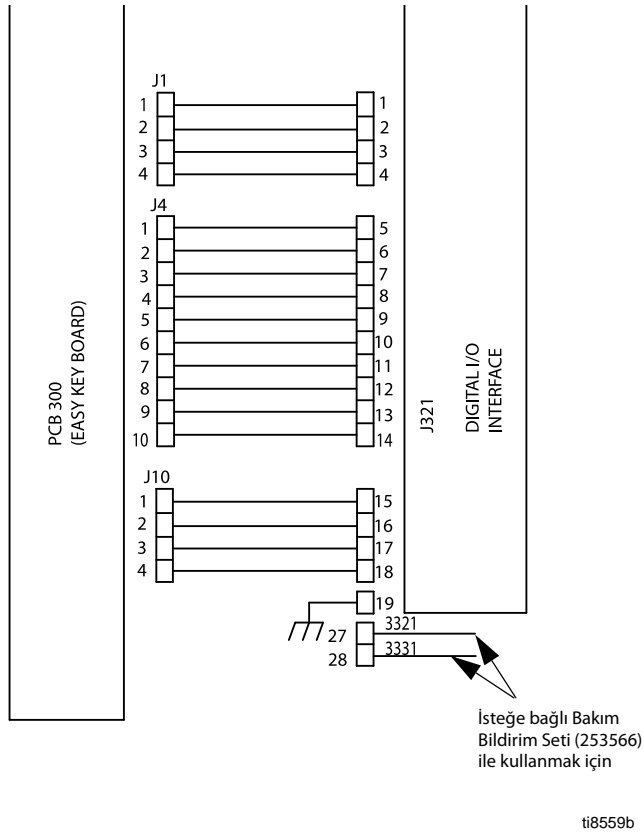 J1
1 1
2 2
3 3
4 4
J4
1 5
2 6
3 7
4 8
5 9
6 10
7 11
8 12
9 13
10 14
J10
1 15
2 16
3 17
4 18
19
27 3321
28 3331
PCB 300
(EASY KEY BOARD)
J321
DIGITAL I/O
INTERFACE
İsteğe bağlı Bakım
Bildirim Seti (253566)
ile kullanmak için
ti8559b